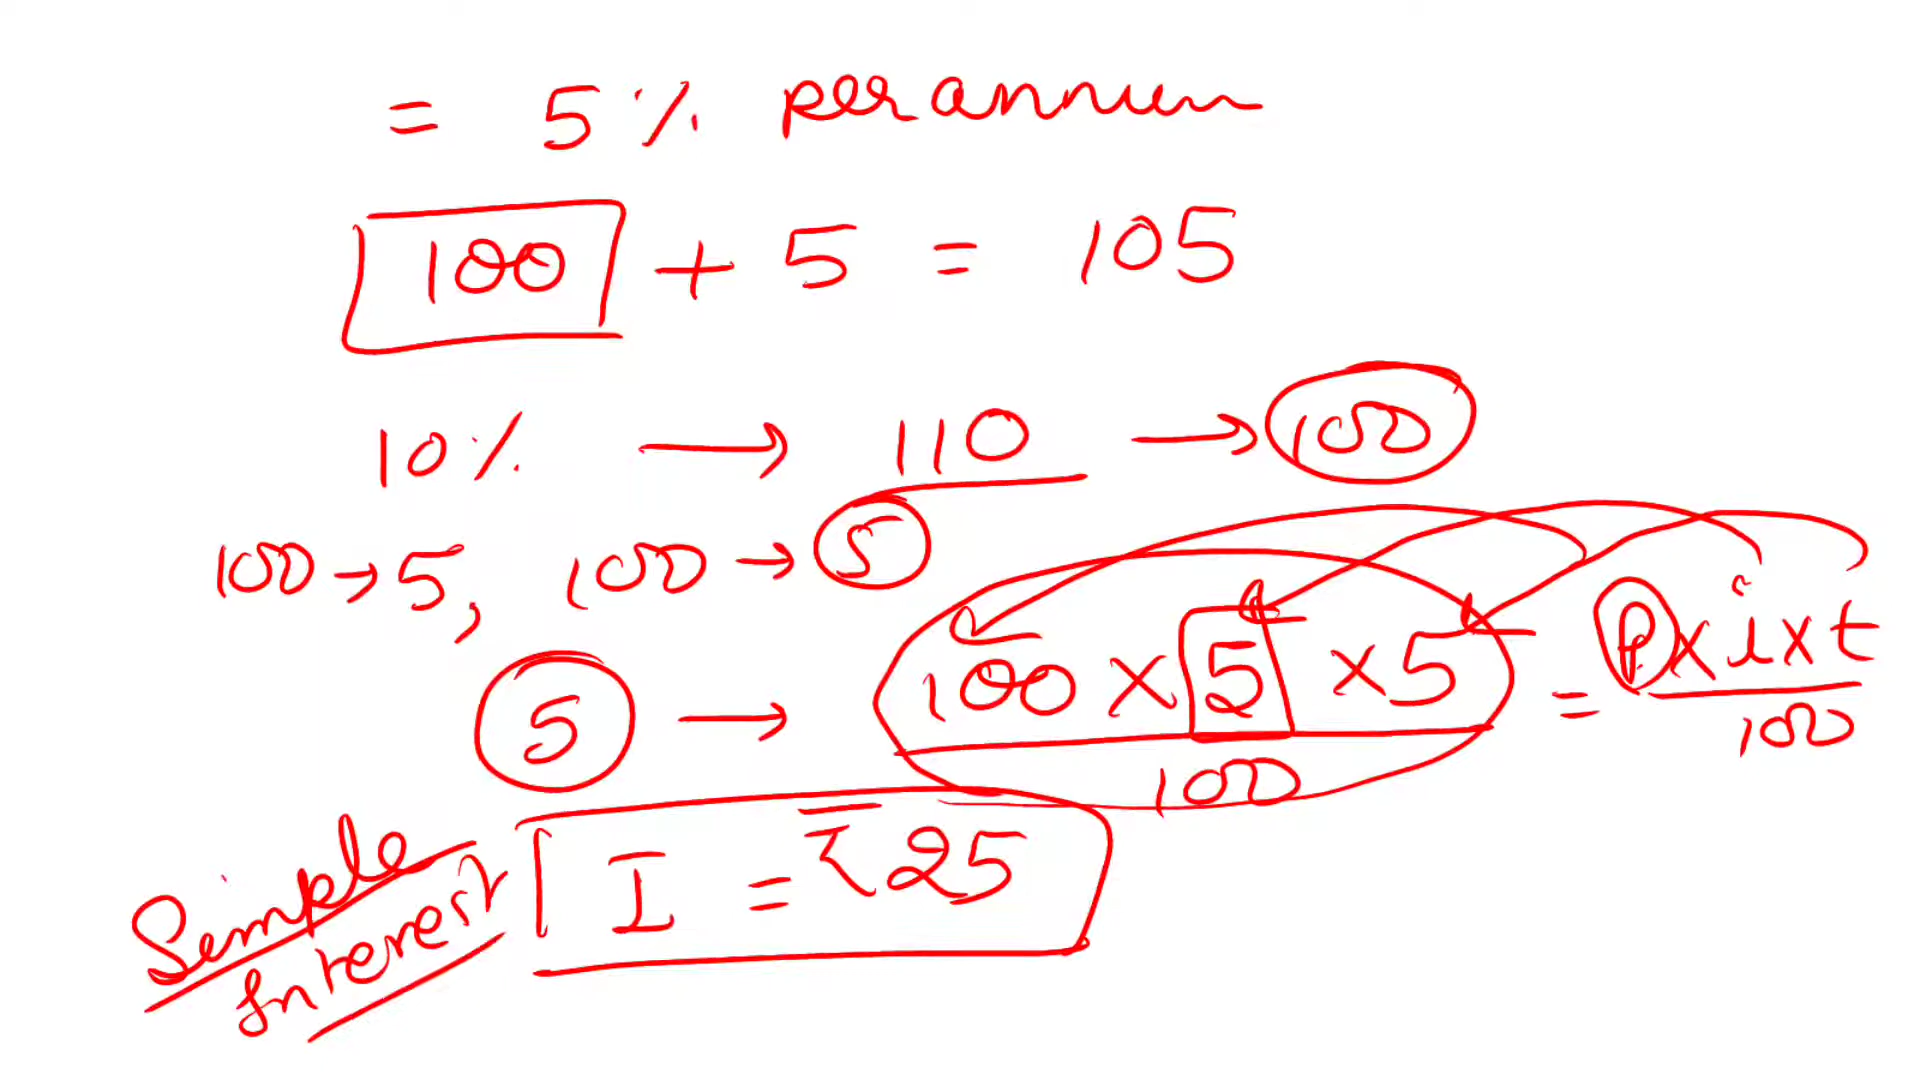 = 5% per annum
100 + 5 = 105
10% → 110 → 100
100 → 5, 100 → 5
5 → 100 × 5 × 5 = P × i × t
100 100
I = ₹25
Simple
Interest